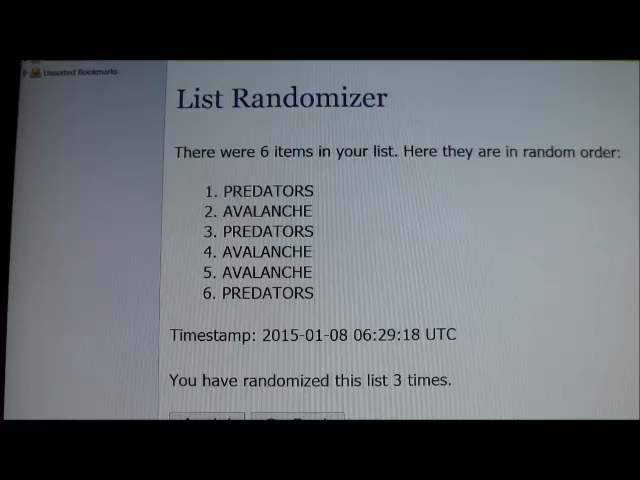 Unsorted Bookmarks
List Randomizer
There were 6 items in your list. Here they are in random order:
1. PREDATORS
2. AVALANCHE
3. PREDATORS
4. AVALANCHE
5. AVALANCHE
6. PREDATORS
Timestamp: 2015-01-08 06:29:18 UTC
You have randomized this list 3 times.